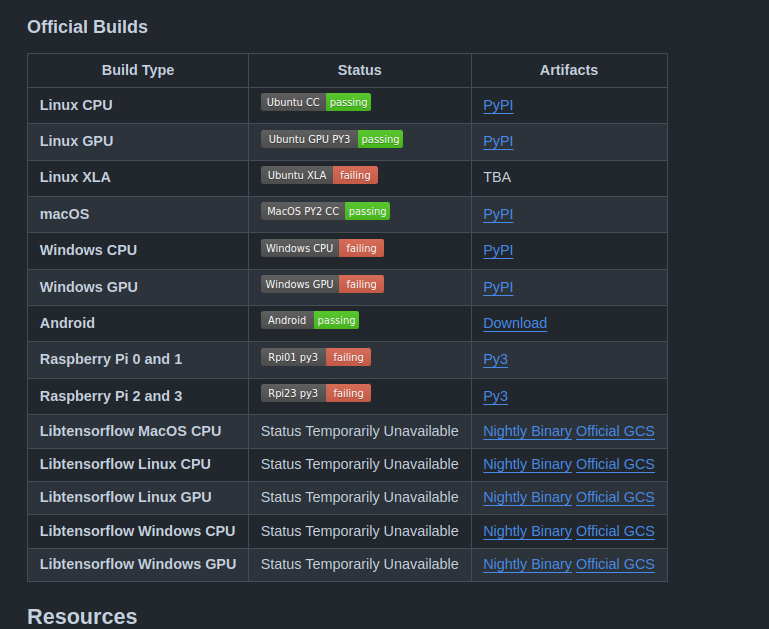 Official Builds
Build Type Status Artifacts
Linux CPU Ubuntu CC passing PyPI
Linux GPU Ubuntu GPU PY3 passing PyPI
Linux XLA Ubuntu XLA failing TBA
macOS MacOS PY2 CC passing PyPI
Windows CPU Windows CPU failing PyPI
Windows GPU Windows GPU failing PyPI
Android Android passing Download
Raspberry Pi 0 and 1 Rpi01 py3 failing Py3
Raspberry Pi 2 and 3 Rpi23 py3 failing Py3
Libtensorflow MacOS CPU Status Temporarily Unavailable Nightly Binary Official GCS
Libtensorflow Linux CPU Status Temporarily Unavailable Nightly Binary Official GCS
Libtensorflow Linux GPU Status Temporarily Unavailable Nightly Binary Official GCS
Libtensorflow Windows CPU Status Temporarily Unavailable Nightly Binary Official GCS
Libtensorflow Windows GPU Status Temporarily Unavailable Nightly Binary Official GCS
Resources